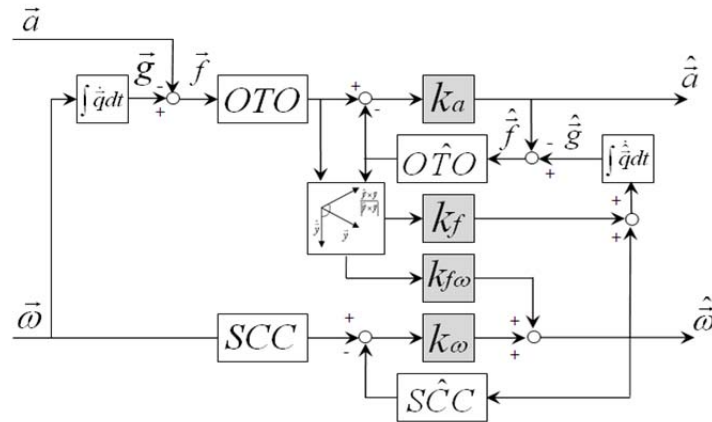 a⃗
g⃗ - f⃗ + - k_a â⃗
∫ q̇⃗ dt + OTO f̂⃗ - ĝ⃗ ∫ q̇̂⃗ dt
OT̂O +
k_f + +
k_fω
ω⃗ SCC + - k_ω + + ω̂⃗
SĈC